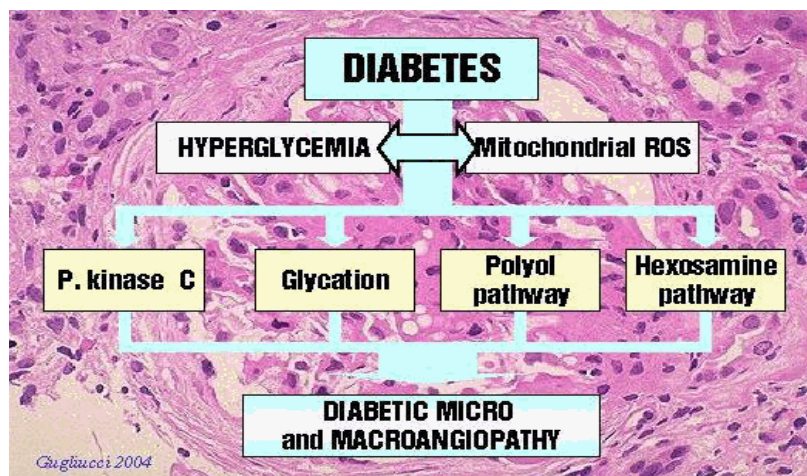 DIABETES
HYPERGLYCEMIA
Mitochondrial ROS
P. kinase C
Glycation
Polyol
pathway
Hexosamine
pathway
DIABETIC MICRO
and MACROANGIOPATHY
Gugliucci 2004